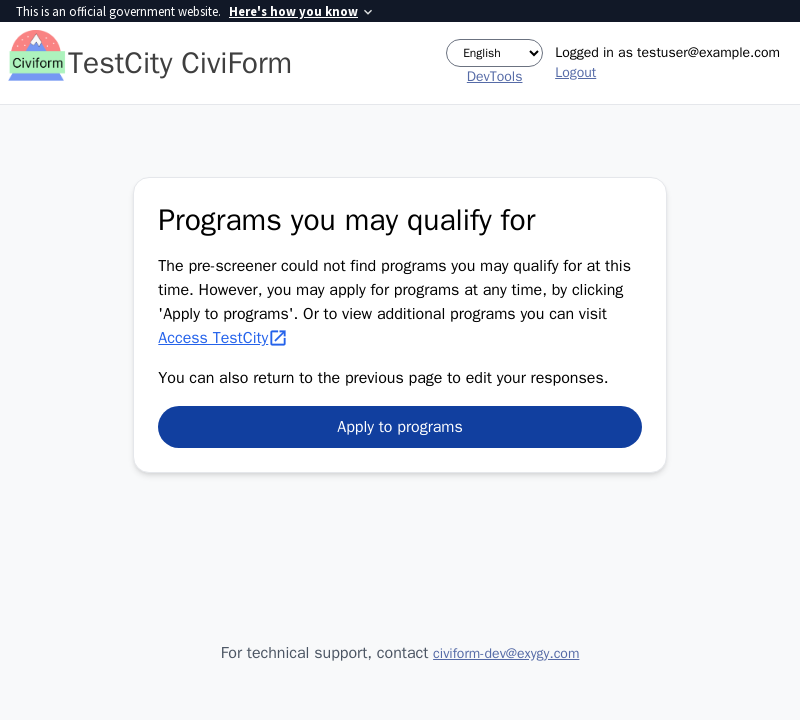 This is an official government website. Here's how you know
Civiform
TestCity CiviForm
English
DevTools
Logged in as testuser@example.com
Logout
Programs you may qualify for
The pre-screener could not find programs you may qualify for at this
time. However, you may apply for programs at any time, by clicking
'Apply to programs'. Or to view additional programs you can visit
Access TestCity
You can also return to the previous page to edit your responses.
Apply to programs
For technical support, contact civiform-dev@exygy.com